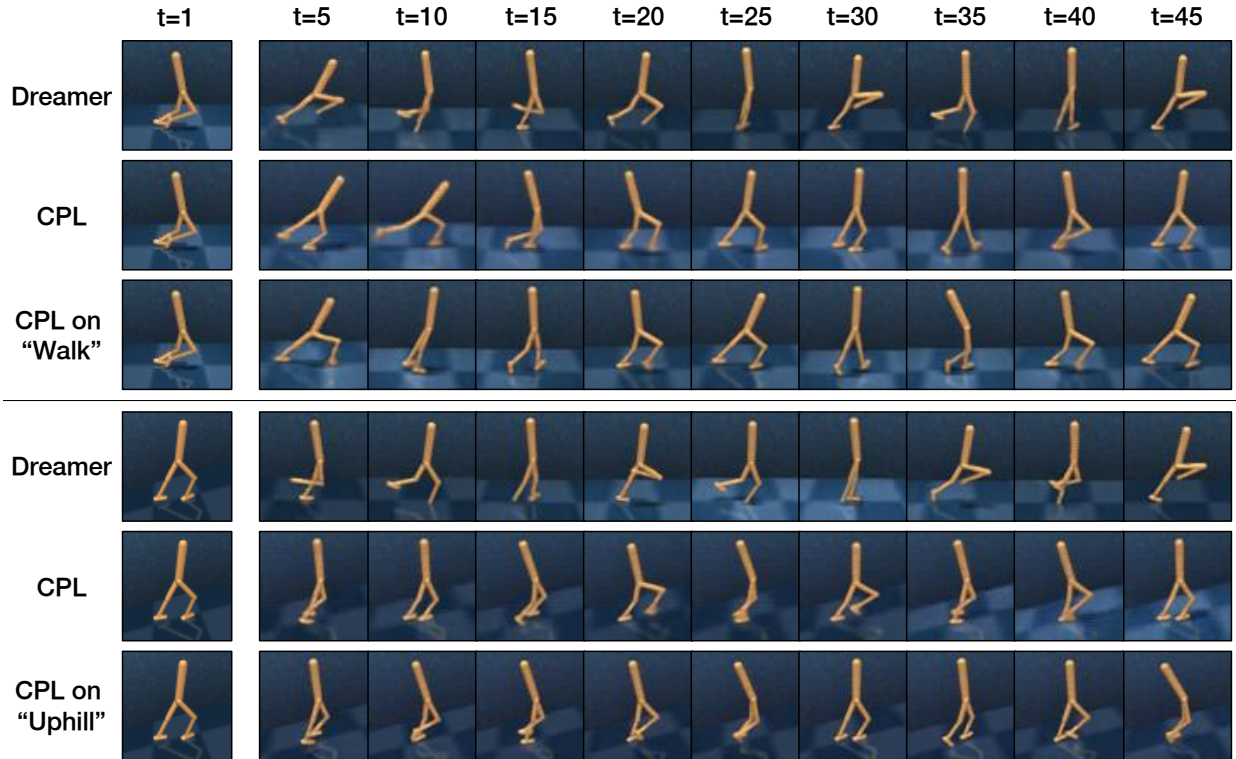 t=1 t=5 t=10 t=15 t=20 t=25 t=30 t=35 t=40 t=45
Dreamer
CPL
CPL on
“Walk”
Dreamer
CPL
CPL on
“Uphill”